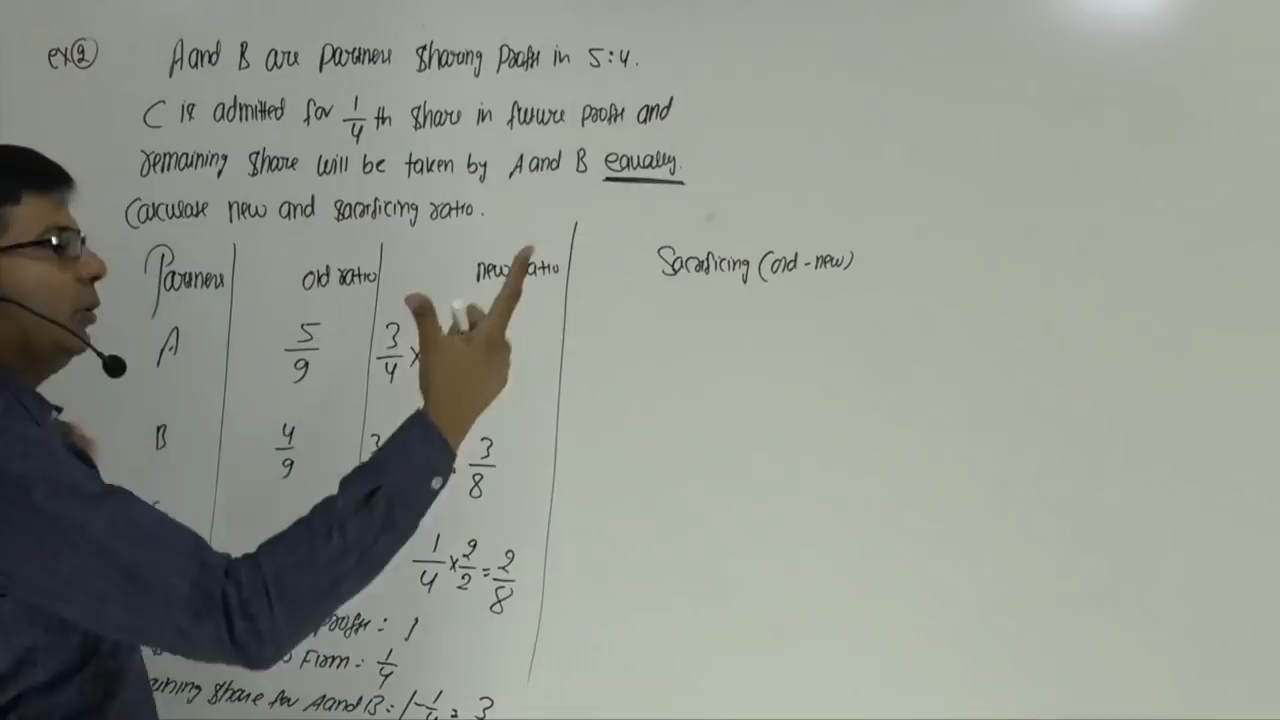 ex② A and B are Partners Sharing Profit in 5:4.
C is admitted for 1/4 th Share in future profit and
remaining Share will be taken by A and B equally.
Calculate new and sacrificing ratio.
Partners old ratio new ratio Sacrificing (old - new)
A 5/9 3/4 ×
B 4/9 3 3/8
1/4 × 2/2 = 2/8
profit = 1
Firm = 1/4
Share for A and B = 1 - 1/4 = 3